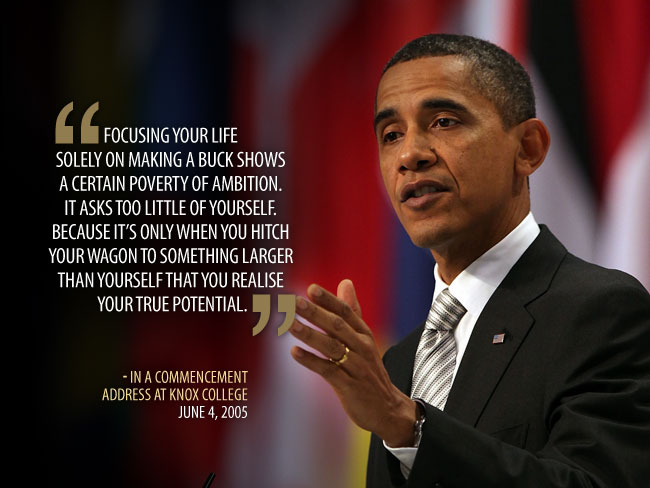 “ FOCUSING YOUR LIFE
SOLELY ON MAKING A BUCK SHOWS
A CERTAIN POVERTY OF AMBITION.
IT ASKS TOO LITTLE OF YOURSELF.
BECAUSE IT’S ONLY WHEN YOU HITCH
YOUR WAGON TO SOMETHING LARGER
THAN YOURSELF THAT YOU REALISE
YOUR TRUE POTENTIAL. ”
- IN A COMMENCEMENT
ADDRESS AT KNOX COLLEGE
JUNE 4, 2005